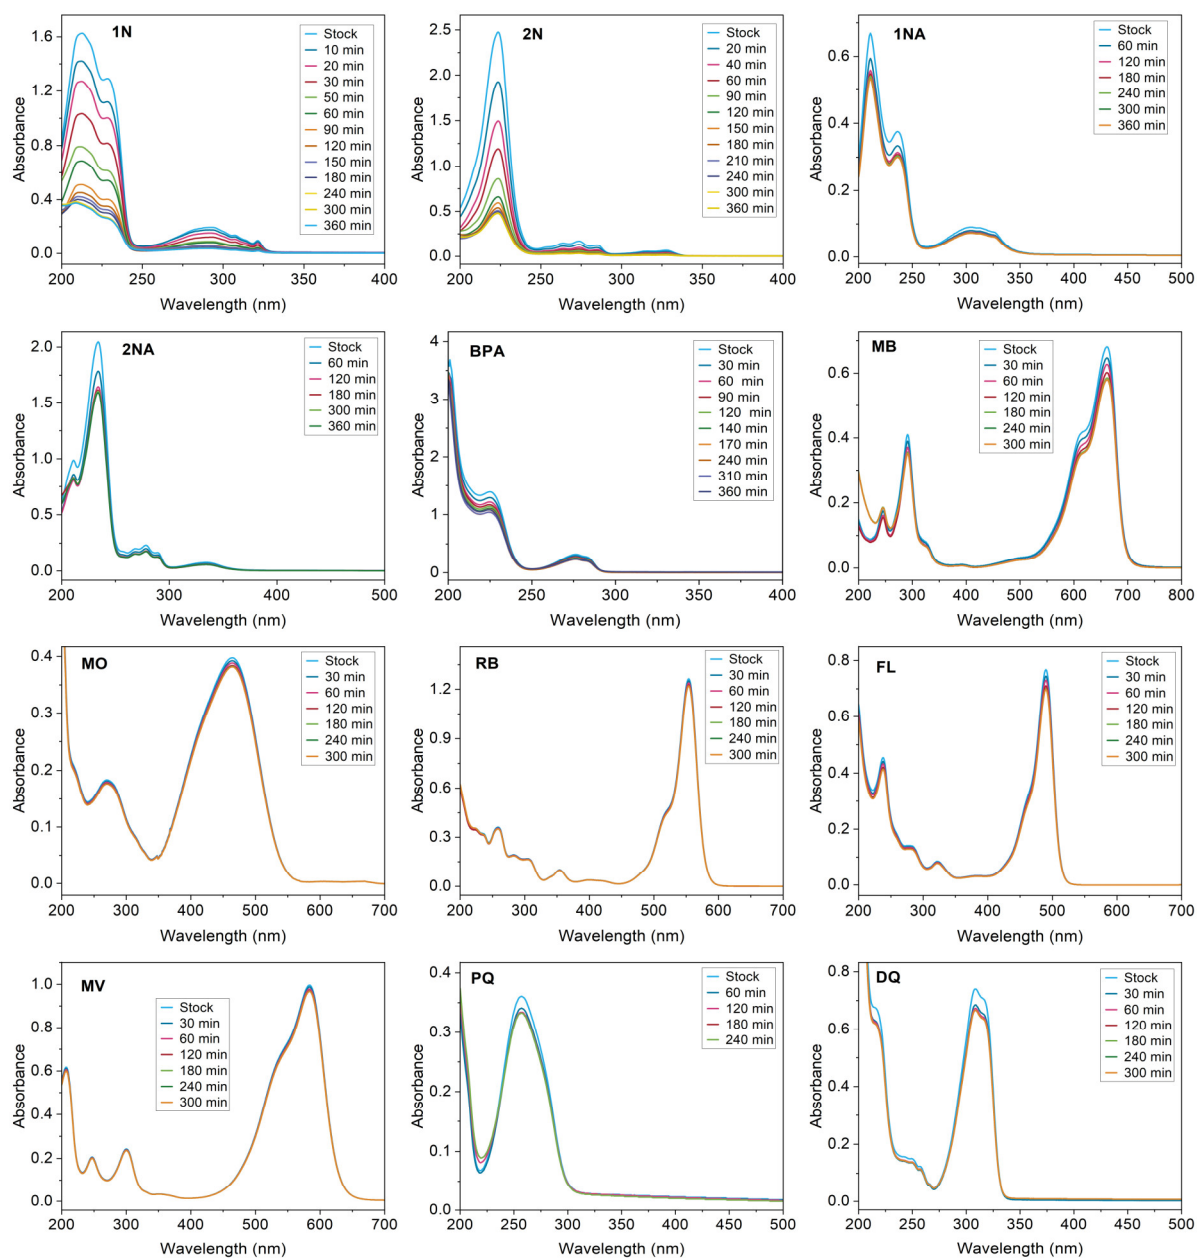 1N
Absorbance
1.6
1.2
0.8
0.4
0.0
200 250 300 350 400
Wavelength (nm)
Stock
10 min
20 min
30 min
50 min
60 min
90 min
120 min
150 min
180 min
240 min
300 min
360 min
2N
Absorbance
2.5
2.0
1.5
1.0
0.5
0.0
200 250 300 350 400
Wavelength (nm)
Stock
20 min
40 min
60 min
90 min
120 min
150 min
180 min
210 min
240 min
300 min
360 min
1NA
Absorbance
0.6
0.4
0.2
0.0
200 250 300 350 400 450 500
Wavelength (nm)
Stock
60 min
120 min
180 min
240 min
300 min
360 min
2NA
Absorbance
2.0
1.5
1.0
0.5
0.0
200 300 400 500
Wavelength (nm)
Stock
60 min
120 min
180 min
300 min
360 min
BPA
Absorbance
4
3
2
1
0
200 250 300 350 400
Wavelength (nm)
Stock
30 min
60 min
90 min
120 min
140 min
170 min
240 min
310 min
360 min
MB
Absorbance
0.6
0.4
0.2
0.0
200 300 400 500 600 700 800
Wavelength (nm)
Stock
30 min
60 min
120 min
180 min
240 min
300 min
MO
Absorbance
0.4
0.3
0.2
0.1
0.0
200 300 400 500 600 700
Wavelength (nm)
Stock
30 min
60 min
120 min
180 min
240 min
300 min
RB
Absorbance
1.2
0.9
0.6
0.3
0.0
200 300 400 500 600 700
Wavelength (nm)
Stock
30 min
60 min
120 min
180 min
240 min
300 min
FL
Absorbance
0.8
0.6
0.4
0.2
0.0
200 300 400 500 600 700
Wavelength (nm)
Stock
30 min
60 min
120 min
180 min
240 min
300 min
MV
Absorbance
1.0
0.8
0.6
0.4
0.2
0.0
200 300 400 500 600 700
Wavelength (nm)
Stock
30 min
60 min
120 min
180 min
240 min
300 min
PQ
Absorbance
0.4
0.3
0.2
0.1
0.0
200 250 300 350 400 450 500
Wavelength (nm)
Stock
60 min
120 min
180 min
240 min
DQ
Absorbance
0.8
0.6
0.4
0.2
0.0
200 250 300 350 400 450 500
Wavelength (nm)
Stock
30 min
60 min
120 min
180 min
240 min
300 min